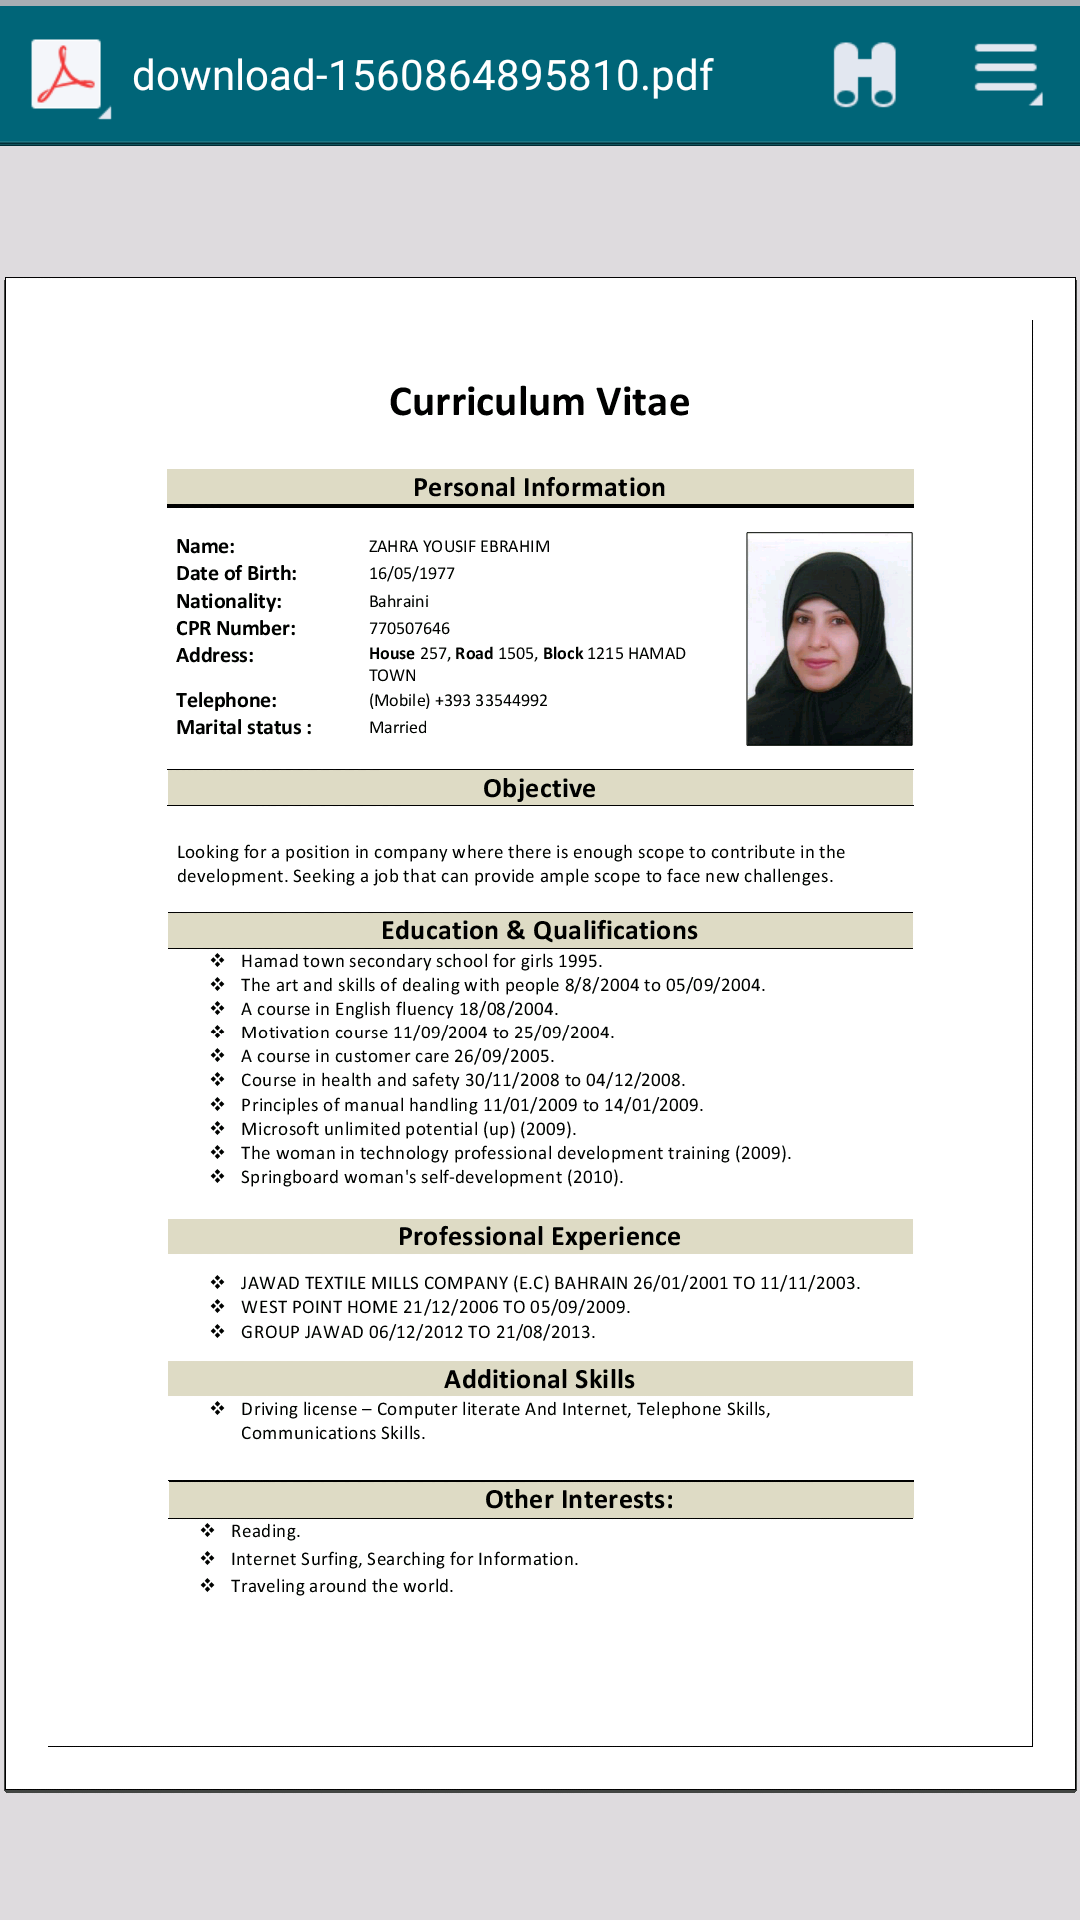 download-1560864895810.pdf
Curriculum Vitae
Personal Information
Name: ZAHRA YOUSIF EBRAHIM
Date of Birth: 16/05/1977
Nationality: Bahraini
CPR Number: 770507646
Address: House 257, Road 1505, Block 1215 HAMAD
TOWN
Telephone: (Mobile) +393 33544992
Marital status : Married
Objective
Looking for a position in company where there is enough scope to contribute in the
development. Seeking a job that can provide ample scope to face new challenges.
Education & Qualifications
❖ Hamad town secondary school for girls 1995.
❖ The art and skills of dealing with people 8/8/2004 to 05/09/2004.
❖ A course in English fluency 18/08/2004.
❖ Motivation course 11/09/2004 to 25/09/2004.
❖ A course in customer care 26/09/2005.
❖ Course in health and safety 30/11/2008 to 04/12/2008.
❖ Principles of manual handling 11/01/2009 to 14/01/2009.
❖ Microsoft unlimited potential (up) (2009).
❖ The woman in technology professional development training (2009).
❖ Springboard woman's self-development (2010).
Professional Experience
❖ JAWAD TEXTILE MILLS COMPANY (E.C) BAHRAIN 26/01/2001 TO 11/11/2003.
❖ WEST POINT HOME 21/12/2006 TO 05/09/2009.
❖ GROUP JAWAD 06/12/2012 TO 21/08/2013.
Additional Skills
❖ Driving license – Computer literate And Internet, Telephone Skills,
Communications Skills.
Other Interests:
❖ Reading.
❖ Internet Surfing, Searching for Information.
❖ Traveling around the world.